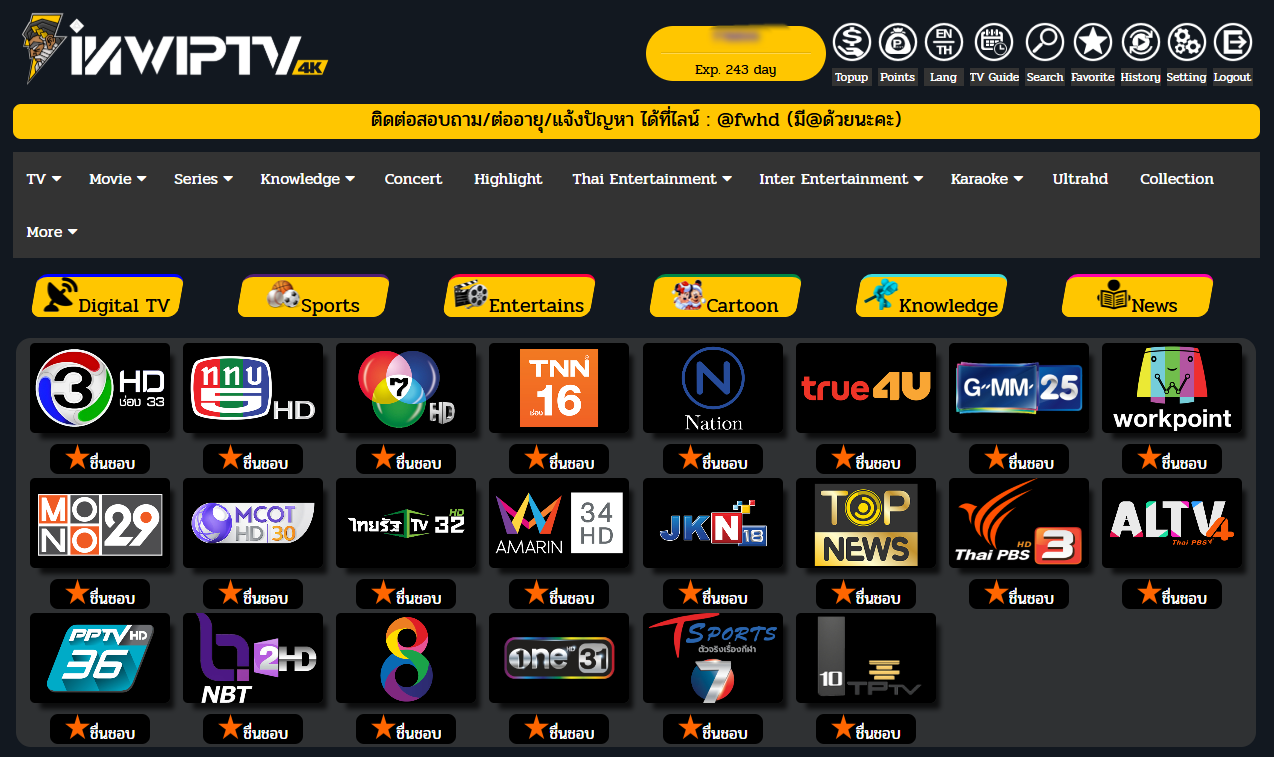 inwIPTV 4K
Exp. 243 day
EN
TH
Topup Points Lang TV Guide Search Favorite History Setting Logout
ติดต่อสอบถาม/ต่ออายุ/แจ้งปัญหา ได้ที่ไลน์ : @fwhd (มี@ด้วยนะคะ)
TV Movie Series Knowledge Concert Highlight Thai Entertainment Inter Entertainment Karaoke Ultrahd Collection
More
Digital TV Sports Entertains Cartoon Knowledge News
3 HD ช่อง 33
ททบ 5 HD
7 HD
TNN ช่อง 16
N Nation
true4U
GMM 25
workpoint
ชื่นชอบ ชื่นชอบ ชื่นชอบ ชื่นชอบ ชื่นชอบ ชื่นชอบ ชื่นชอบ ชื่นชอบ
MONO 29
MCOT HD 30
ไทยรัฐ TV HD 32
AMARIN 34 HD
JKN 18
TOP NEWS
Thai PBS HD 3
ALTV 4 Thai PBS
ชื่นชอบ ชื่นชอบ ชื่นชอบ ชื่นชอบ ชื่นชอบ ชื่นชอบ ชื่นชอบ ชื่นชอบ
PPTV HD 36
NBT 2HD
8
one HD 31
T SPORTS ตัวจริงเรื่องกีฬา 7
10 TPTV
ชื่นชอบ ชื่นชอบ ชื่นชอบ ชื่นชอบ ชื่นชอบ ชื่นชอบ